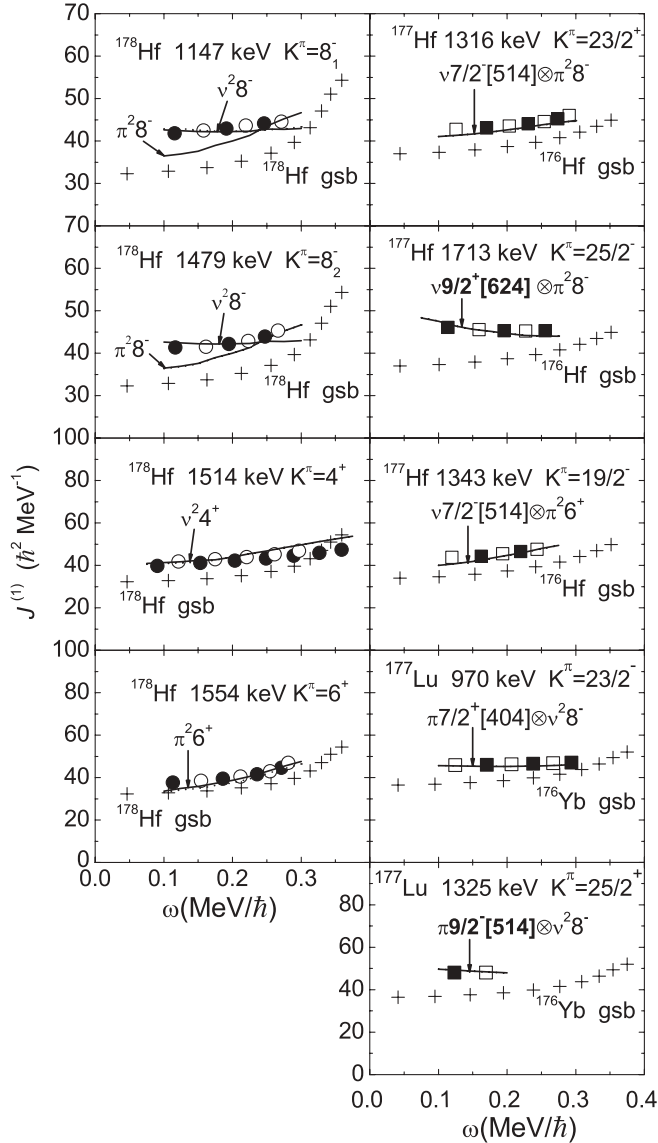 J⁽¹⁾ (ħ² MeV⁻¹)
70
60
50
40
30
¹⁷⁸Hf 1147 keV Kπ=8₁⁻
ν²8⁻
π²8⁻
¹⁷⁸Hf gsb
¹⁷⁷Hf 1316 keV Kπ=23/2⁺
ν7/2⁻[514]⊗π²8⁻
¹⁷⁶Hf gsb
70
60
50
40
30
¹⁷⁸Hf 1479 keV Kπ=8₂⁻
ν²8⁻
π²8⁻
¹⁷⁸Hf gsb
¹⁷⁷Hf 1713 keV Kπ=25/2⁻
ν9/2⁺[624]⊗π²8⁻
¹⁷⁶Hf gsb
100
80
60
40
20
¹⁷⁸Hf 1514 keV Kπ=4⁺
ν²4⁺
¹⁷⁸Hf gsb
¹⁷⁷Hf 1343 keV Kπ=19/2⁻
ν7/2⁻[514]⊗π²6⁺
¹⁷⁶Hf gsb
100
80
60
40
20
0
¹⁷⁸Hf 1554 keV Kπ=6⁺
π²6⁺
¹⁷⁸Hf gsb
¹⁷⁷Lu 970 keV Kπ=23/2⁻
π7/2⁺[404]⊗ν²8⁻
¹⁷⁶Yb gsb
0.0 0.1 0.2 0.3
ω(MeV/ħ)
80
60
40
20
0
¹⁷⁷Lu 1325 keV Kπ=25/2⁺
π9/2⁻[514]⊗ν²8⁻
¹⁷⁶Yb gsb
0.0 0.1 0.2 0.3 0.4
ω(MeV/ħ)